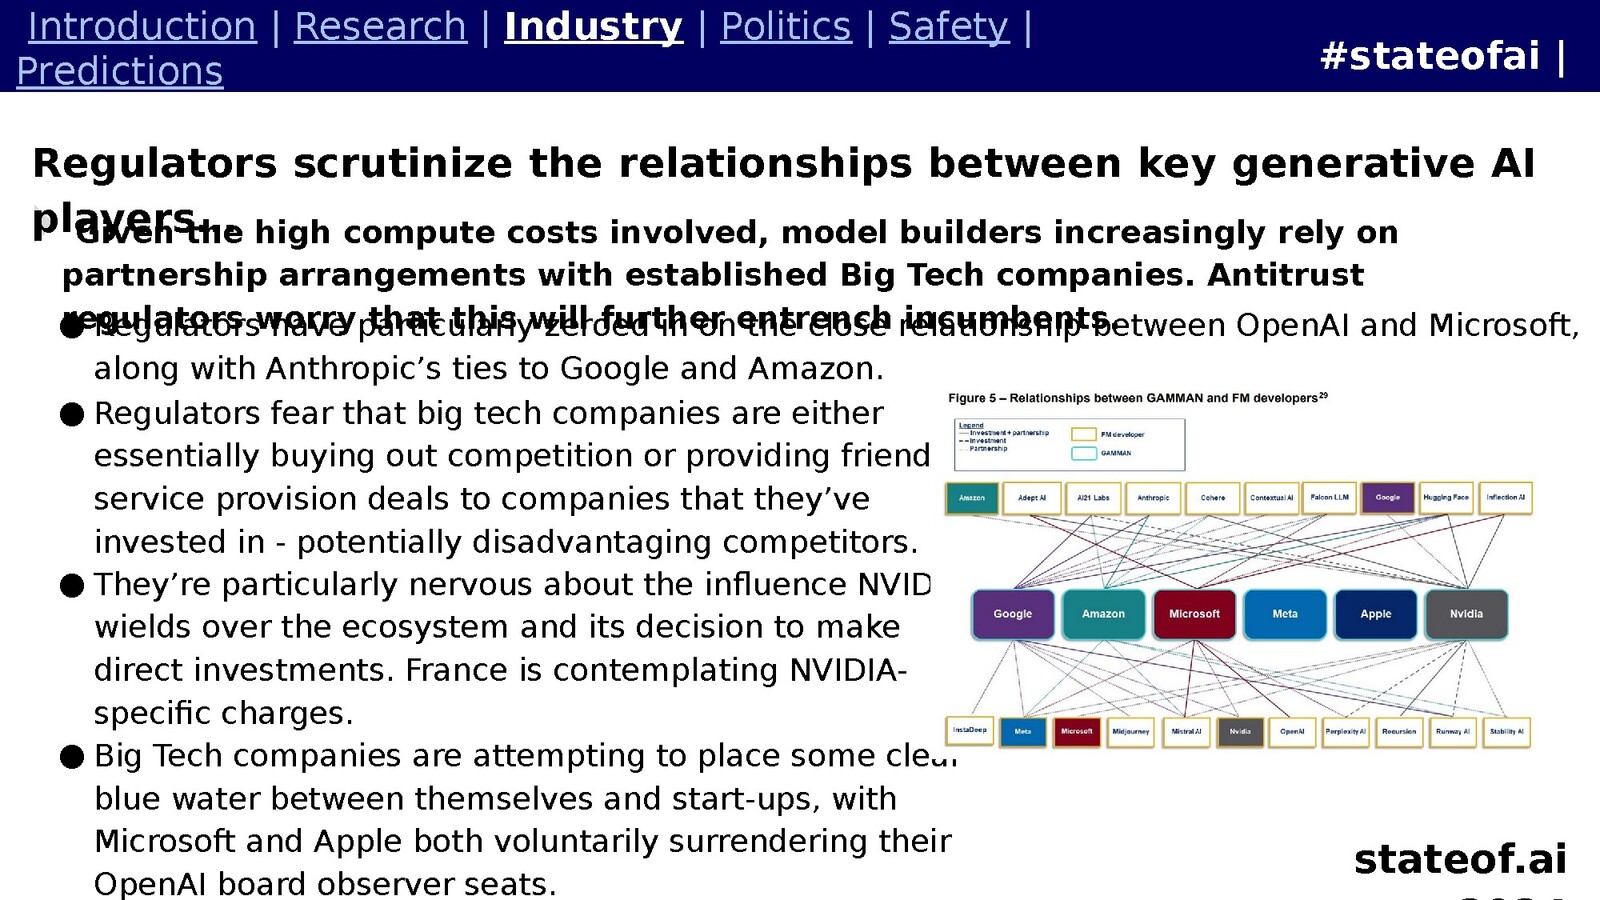 Introduction | Research | Industry | Politics | Safety |
Predictions
#stateofai |
Regulators scrutinize the relationships between key generative AI
players...
Given the high compute costs involved, model builders increasingly rely on
partnership arrangements with established Big Tech companies. Antitrust
regulators worry that this will further entrench incumbents.
● Regulators have particularly zeroed in on the close relationship between OpenAI and Microsoft,
along with Anthropic’s ties to Google and Amazon.
● Regulators fear that big tech companies are either
essentially buying out competition or providing friend
service provision deals to companies that they’ve
invested in - potentially disadvantaging competitors.
● They’re particularly nervous about the influence NVID
wields over the ecosystem and its decision to make
direct investments. France is contemplating NVIDIA-
specific charges.
● Big Tech companies are attempting to place some clear
blue water between themselves and start-ups, with
Microsoft and Apple both voluntarily surrendering their
OpenAI board observer seats.
Figure 5 – Relationships between GAMMAN and FM developers29
Legend
Investment + partnership
Investment
Partnership
FM developer
GAMMAN
Amazon Adept AI AI21 Labs Anthropic Cohere Contextual AI Falcon LLM Google Hugging Face Inflection AI
Google Amazon Microsoft Meta Apple Nvidia
InstaDeep Meta Microsoft Midjourney Mistral AI Nvidia OpenAI Perplexity AI Recursion Runway AI Stability AI
stateof.ai